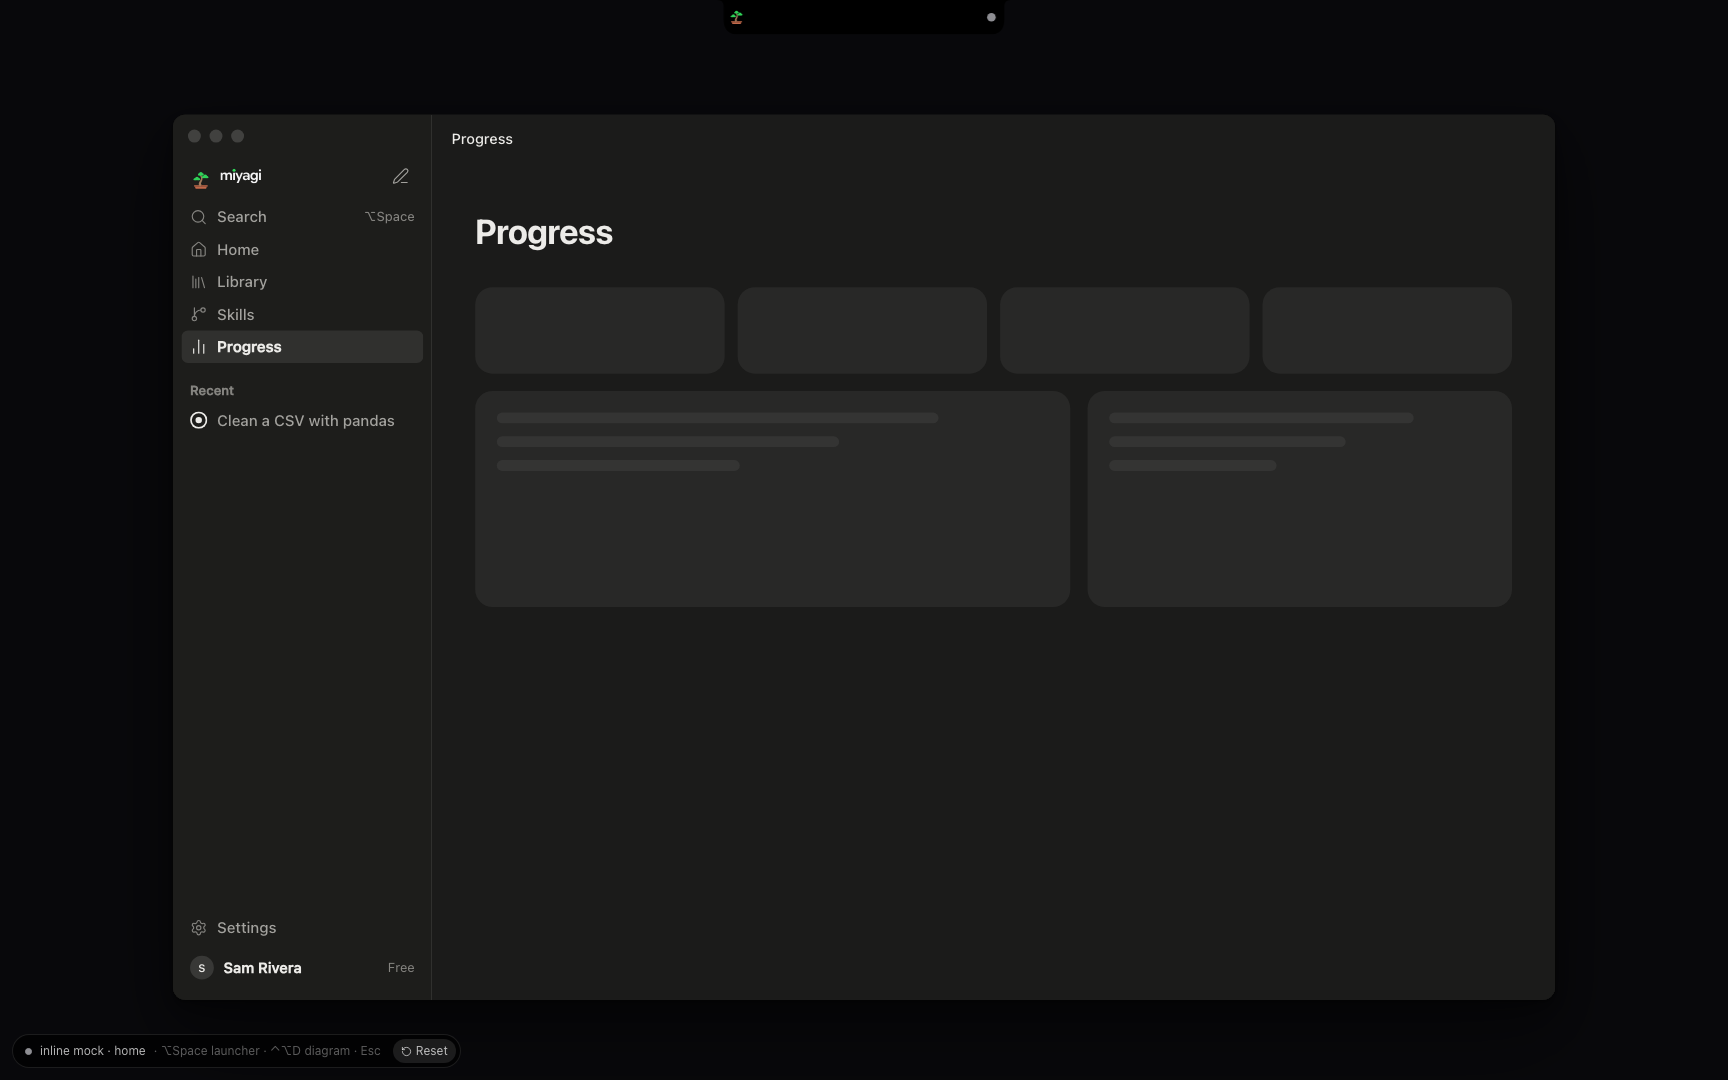 Progress
miyagi
Search ⌥Space
Home
Library
Skills
Progress
Recent
Clean a CSV with pandas
Progress
Settings
S Sam Rivera Free
inline mock · home · ⌥Space launcher · ^⌥D diagram · Esc Reset